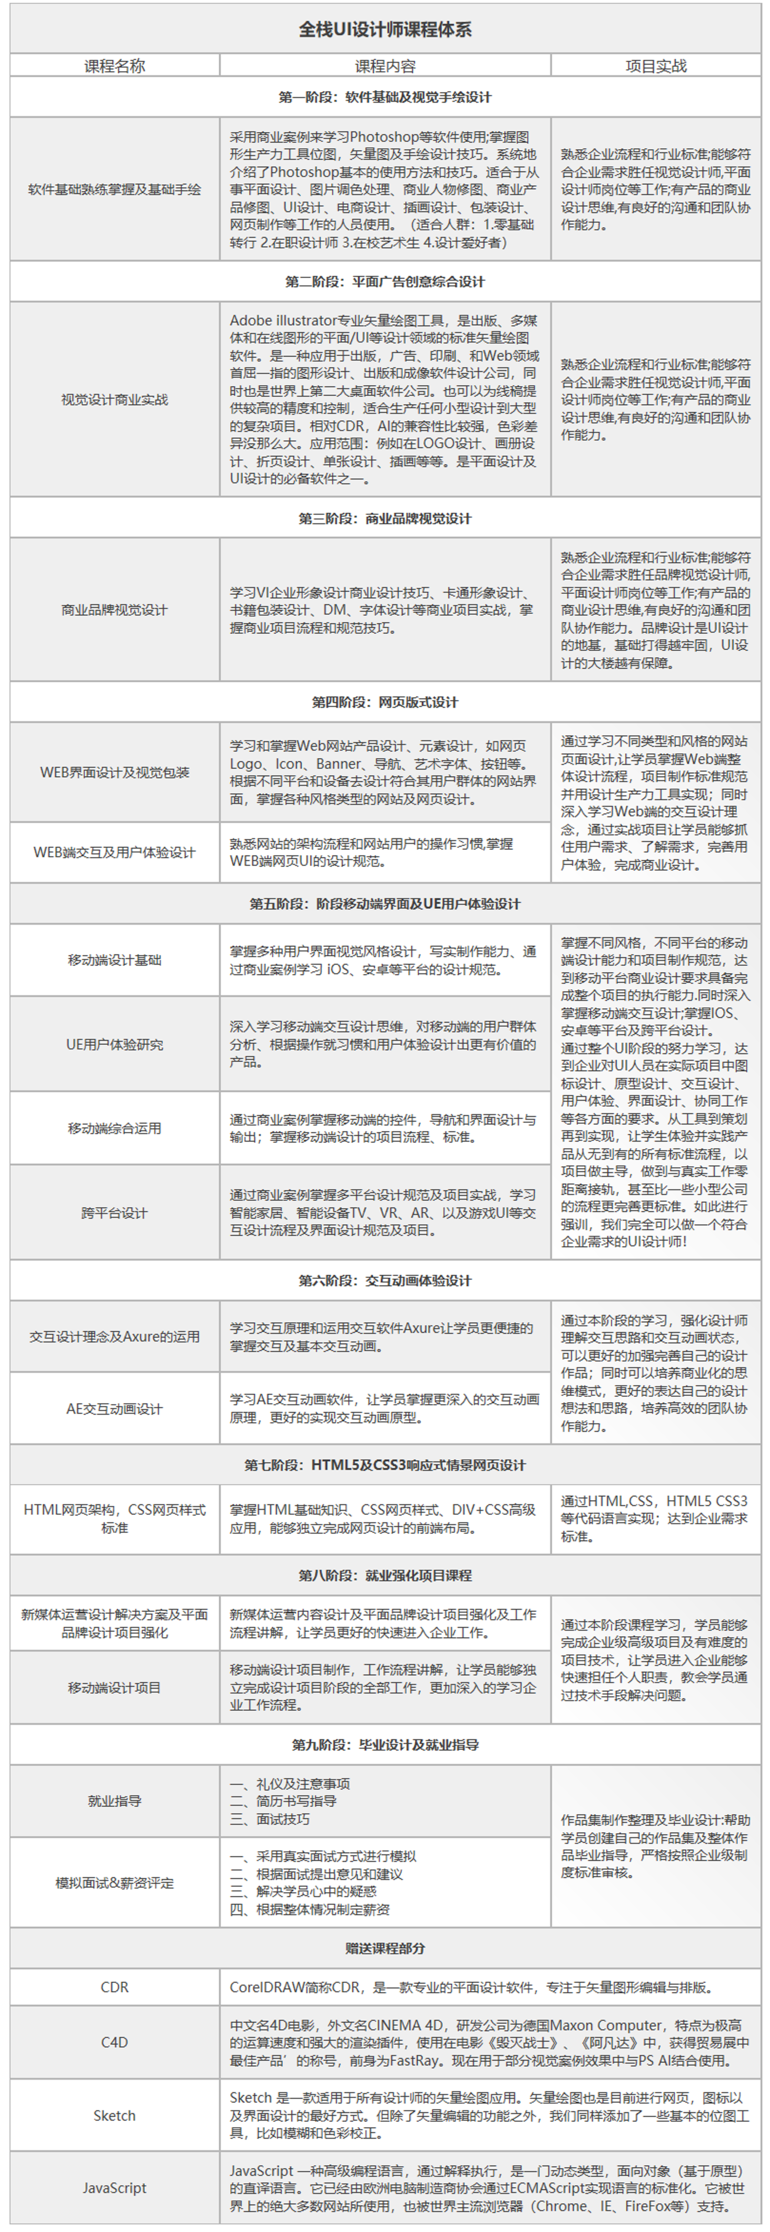 全栈UI设计师课程体系
课程名称
课程内容
项目实战
第一阶段：软件基础及视觉手绘设计
软件基础熟练掌握及基础手绘
采用商业案例来学习Photoshop等软件使用;掌握图
形生产力工具位图，矢量图及手绘设计技巧。系统地
介绍了Photoshop基本的使用方法和技巧。适合于从
事平面设计、图片调色处理、商业人物修图、商业产
品修图、UI设计、电商设计、插画设计、包装设计、
网页制作等工作的人员使用。（适合人群：1.零基础
转行 2.在职设计师 3.在校艺术生 4.设计爱好者）
熟悉企业流程和行业标准;能够符
合企业需求胜任视觉设计师,平面
设计师岗位等工作;有产品的商业
设计思维,有良好的沟通和团队协
作能力。
第二阶段：平面广告创意综合设计
视觉设计商业实战
Adobe illustrator专业矢量绘图工具，是出版、多媒
体和在线图形的平面/UI等设计领域的标准矢量绘图
软件。是一种应用于出版，广告、印刷、和Web领域
首屈一指的图形设计、出版和成像软件设计公司，同
时也是世界上第二大桌面软件公司。也可以为线稿提
供较高的精度和控制，适合生产任何小型设计到大型
的复杂项目。相对CDR，AI的兼容性比较强，色彩差
异没那么大。应用范围：例如在LOGO设计、画册设
计、折页设计、单张设计、插画等等。是平面设计及
UI设计的必备软件之一。
熟悉企业流程和行业标准;能够符
合企业需求胜任视觉设计师,平面
设计师岗位等工作;有产品的商业
设计思维,有良好的沟通和团队协
作能力。
第三阶段：商业品牌视觉设计
商业品牌视觉设计
学习VI企业形象设计商业设计技巧、卡通形象设计、
书籍包装设计、DM、字体设计等商业项目实战，掌
握商业项目流程和规范技巧。
熟悉企业流程和行业标准;能够符
合企业需求胜任品牌视觉设计师,
平面设计师岗位等工作;有产品的
商业设计思维,有良好的沟通和团
队协作能力。品牌设计是UI设计
的地基，基础打得越牢固，UI设
计的大楼越有保障。
第四阶段：网页版式设计
WEB界面设计及视觉包装
学习和掌握Web网站产品设计、元素设计，如网页
Logo、Icon、Banner、导航、艺术字体、按钮等。
根据不同平台和设备去设计符合其用户群体的网站界
面，掌握各种风格类型的网站及网页设计。
通过学习不同类型和风格的网站
页面设计,让学员掌握Web端整
体设计流程，项目制作标准规范
并用设计生产力工具实现；同时
深入学习Web端的交互设计理
念，通过实战项目让学员能够抓
住用户需求、了解需求，完善用
户体验，完成商业设计。
WEB端交互及用户体验设计
熟悉网站的架构流程和网站用户的操作习惯,掌握
WEB端网页UI的设计规范。
第五阶段：阶段移动端界面及UE用户体验设计
移动端设计基础
掌握多种用户界面视觉风格设计，写实制作能力、通
过商业案例学习 iOS、安卓等平台的设计规范。
掌握不同风格，不同平台的移动
端设计能力和项目制作规范，达
到移动平台商业设计要求具备完
成整个项目的执行能力.同时深入
掌握移动端交互设计;掌握IOS、
安卓等平台及跨平台设计。
通过整个UI阶段的努力学习，达
到企业对UI人员在实际项目中图
标设计、原型设计、交互设计、
用户体验、界面设计、协同工作
等各方面的要求。从工具到策划
再到实现，让学生体验并实践产
品从无到有的所有标准流程，以
项目做主导，做到与真实工作零
距离接轨，甚至比一些小型公司
的流程更完善更标准。如此进行
强训，我们完全可以做一个符合
企业需求的UI设计师！
UE用户体验研究
深入学习移动端交互设计思维，对移动端的用户群体
分析、根据操作就习惯和用户体验设计出更有价值的
产品。
移动端综合运用
通过商业案例掌握移动端的控件，导航和界面设计与
输出；掌握移动端设计的项目流程、标准。
跨平台设计
通过商业案例掌握多平台设计规范及项目实战，学习
智能家居、智能设备TV、VR、AR、以及游戏UI等交
互设计流程及界面设计规范及项目。
第六阶段：交互动画体验设计
交互设计理念及Axure的运用
学习交互原理和运用交互软件Axure让学员更便捷的
掌握交互及基本交互动画。
通过本阶段的学习，强化设计师
理解交互思路和交互动画状态，
可以更好的加强完善自己的设计
作品；同时可以培养商业化的思
维模式，更好的表达自己的设计
想法和思路，培养高效的团队协
作能力。
AE交互动画设计
学习AE交互动画软件，让学员掌握更深入的交互动画
原理，更好的实现交互动画原型。
第七阶段：HTML5及CSS3响应式情景网页设计
HTML网页架构，CSS网页样式
标准
掌握HTML基础知识、CSS网页样式、DIV+CSS高级
应用，能够独立完成网页设计的前端布局。
通过HTML,CSS，HTML5 CSS3
等代码语言实现；达到企业需求
标准。
第八阶段：就业强化项目课程
新媒体运营设计解决方案及平面
品牌设计项目强化
新媒体运营内容设计及平面品牌设计项目强化及工作
流程讲解，让学员更好的快速进入企业工作。
通过本阶段课程学习，学员能够
完成企业级高级项目及有难度的
项目技术，让学员进入企业能够
快速担任个人职责，教会学员通
过技术手段解决问题。
移动端设计项目
移动端设计项目制作，工作流程讲解，让学员能够独
立完成设计项目阶段的全部工作，更加深入的学习企
业工作流程。
第九阶段：毕业设计及就业指导
就业指导
一、礼仪及注意事项
二、简历书写指导
三、面试技巧
作品集制作整理及毕业设计:帮助
学员创建自己的作品集及整体作
品毕业指导，严格按照企业级制
度标准审核。
模拟面试&薪资评定
一、采用真实面试方式进行模拟
二、根据面试提出意见和建议
三、解决学员心中的疑惑
四、根据整体情况制定薪资
赠送课程部分
CDR
CorelDRAW简称CDR，是一款专业的平面设计软件，专注于矢量图形编辑与排版。
C4D
中文名4D电影，外文名CINEMA 4D，研发公司为德国Maxon Computer，特点为极高
的运算速度和强大的渲染插件，使用在电影《毁灭战士》、《阿凡达》中，获得贸易展中
最佳产品’的称号，前身为FastRay。现在用于部分视觉案例效果中与PS AI结合使用。
Sketch
Sketch 是一款适用于所有设计师的矢量绘图应用。矢量绘图也是目前进行网页，图标以
及界面设计的最好方式。但除了矢量编辑的功能之外，我们同样添加了一些基本的位图工
具，比如模糊和色彩校正。
JavaScript
JavaScript 一种高级编程语言，通过解释执行，是一门动态类型，面向对象（基于原型）
的直译语言。它已经由欧洲电脑制造商协会通过ECMAScript实现语言的标准化。它被世
界上的绝大多数网站所使用，也被世界主流浏览器（Chrome、IE、FireFox等）支持。